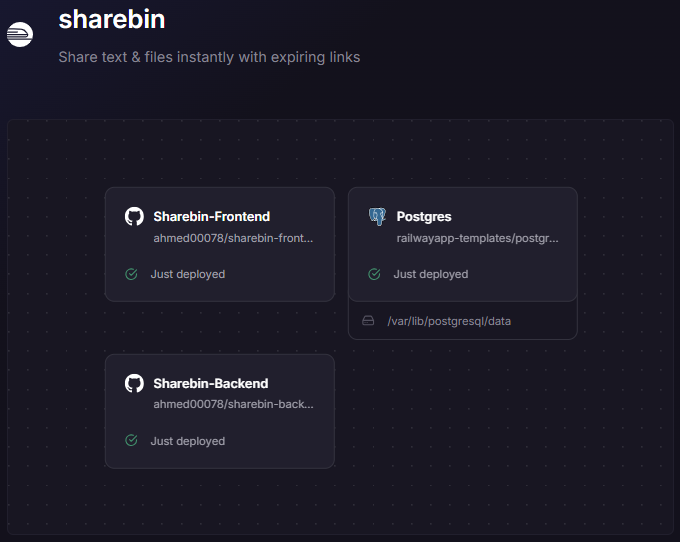 sharebin
Share text & files instantly with expiring links
Sharebin-Frontend
ahmed00078/sharebin-front...
Just deployed
Postgres
railwayapp-templates/postgr...
Just deployed
/var/lib/postgresql/data
Sharebin-Backend
ahmed00078/sharebin-back...
Just deployed